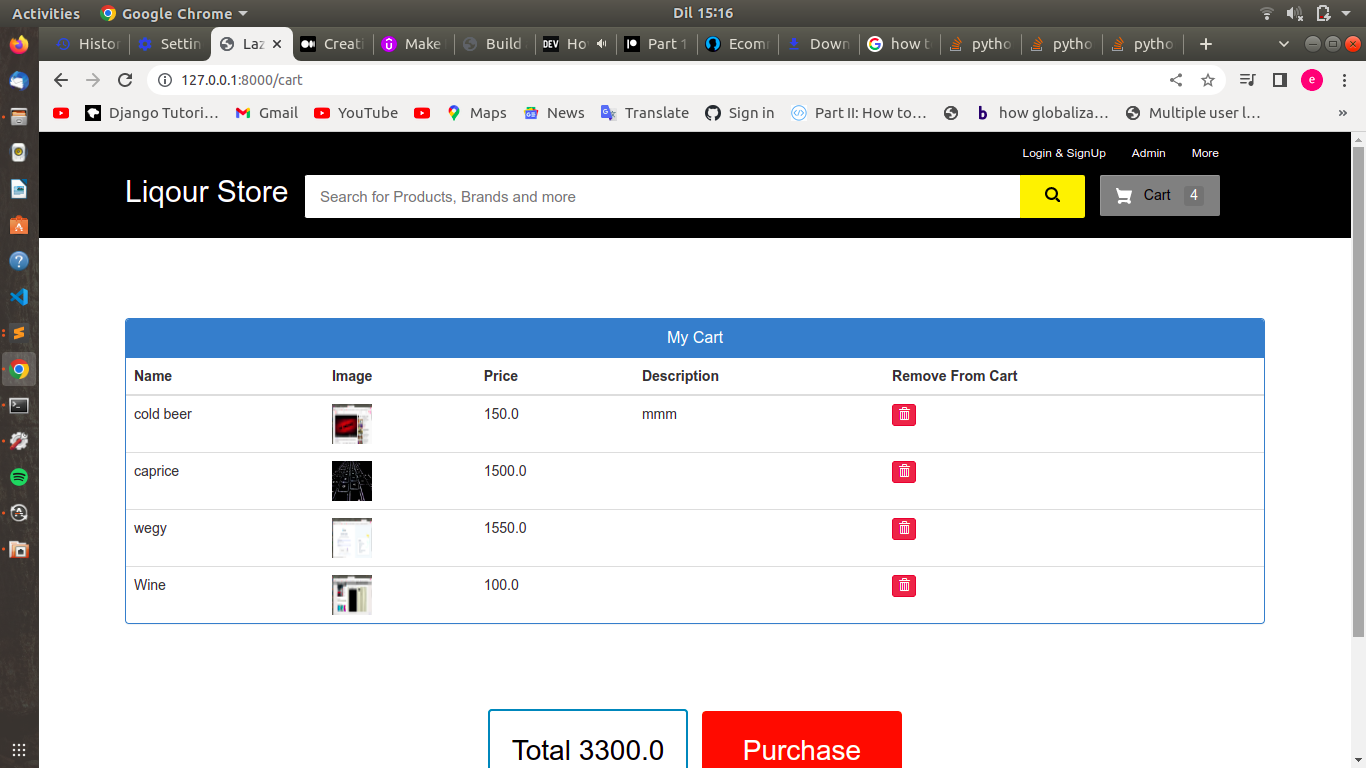 Activities Google Chrome Dil 15:16
Histor Settin Laz Creati Make Build DEV Ho Part 1 Ecom Down how t pytho pytho pytho
127.0.0.1:8000/cart e
Django Tutori… Gmail YouTube Maps News Translate Sign in Part II: How to… b how globaliza… Multiple user l… »
Login & SignUp Admin More
Liqour Store Search for Products, Brands and more Cart 4
My Cart
Name Image Price Description Remove From Cart
cold beer 150.0 mmm
caprice 1500.0
wegy 1550.0
Wine 100.0
Total 3300.0 Purchase